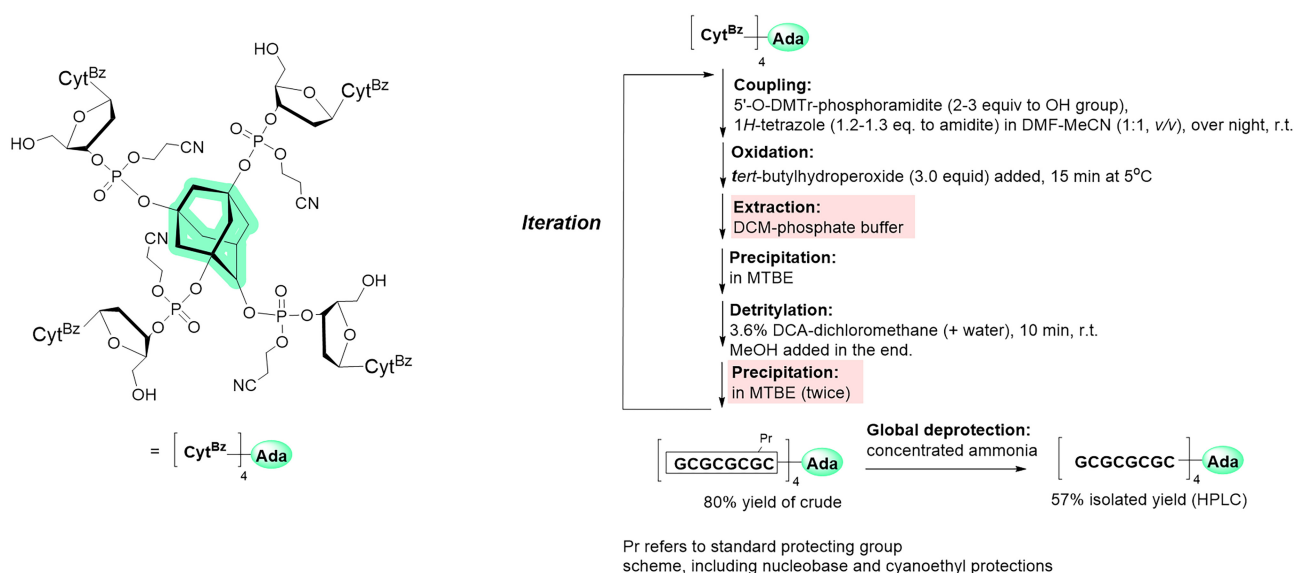 HO
Cyt^Bz
O
HO
O
O
CN
P
O
O
HO
O
Cyt^Bz
O
O
P
O
O
CN
CN
O
O
P
O
O
Cyt^Bz
O
OH
O
O
P
O
O
NC
OH
O
Cyt^Bz
= [Cyt^Bz]4 Ada
[Cyt^Bz]4 Ada
Coupling:
5'-O-DMTr-phosphoramidite (2-3 equiv to OH group),
1H-tetrazole (1.2-1.3 eq. to amidite) in DMF-MeCN (1:1, v/v), over night, r.t.
Oxidation:
tert-butylhydroperoxide (3.0 equid) added, 15 min at 5°C
Iteration
Extraction:
DCM-phosphate buffer
Precipitation:
in MTBE
Detritylation:
3.6% DCA-dichloromethane (+ water), 10 min, r.t.
MeOH added in the end.
Precipitation:
in MTBE (twice)
Pr
[GCGCGCGC]4 Ada
80% yield of crude
Global deprotection:
concentrated ammonia
[GCGCGCGC]4 Ada
57% isolated yield (HPLC)
Pr refers to standard protecting group
scheme, including nucleobase and cyanoethyl protections